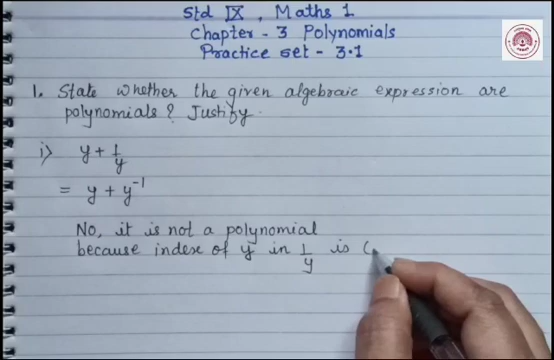 Std IX, Maths 1
Chapter - 3 Polynomials
Practice set - 3.1
1. State whether the given algebraic expression are
polynomials? Justify.
i) y + 1/y
= y + y⁻¹
No, it is not a polynomial
because index of y in 1/y is (